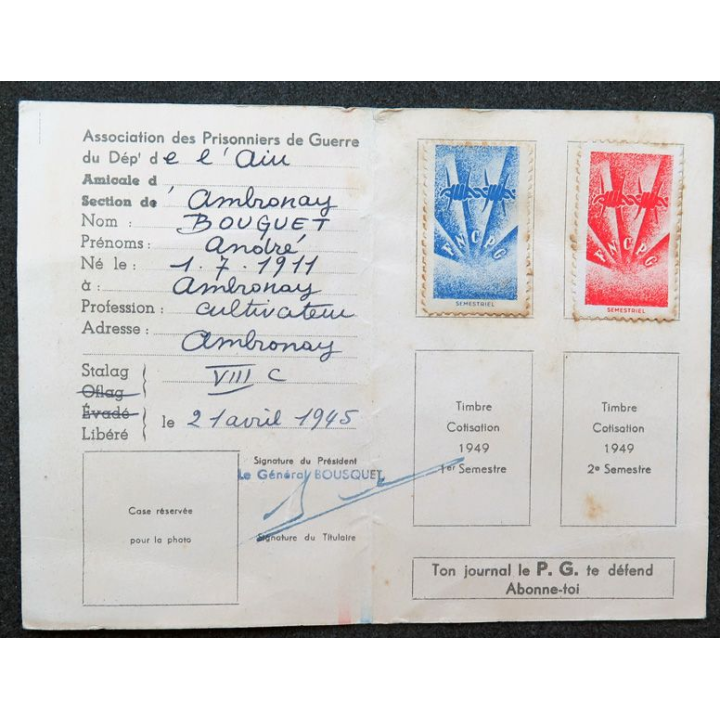 Association des Prisonniers de Guerre
du Dép' de l'Ain
Amicale d
Section de Ambronay
Nom : BOUGUET
Prénoms : André
Né le : 1.7.1911
à : Ambronay
Profession : cultivateur
Adresse :
Ambronay
Stalag VIII C
Oflag
Évadé
Libéré le 21 avril 1945
Signature du Président
Le Général BOUSQUET
Case réservée
pour la photo
Signature du Titulaire
FNCPG
SEMESTRIEL
FNCPG
SEMESTRIEL
Timbre
Cotisation
1949
1er Semestre
Timbre
Cotisation
1949
2e Semestre
Ton journal le P. G. te défend
Abonne-toi